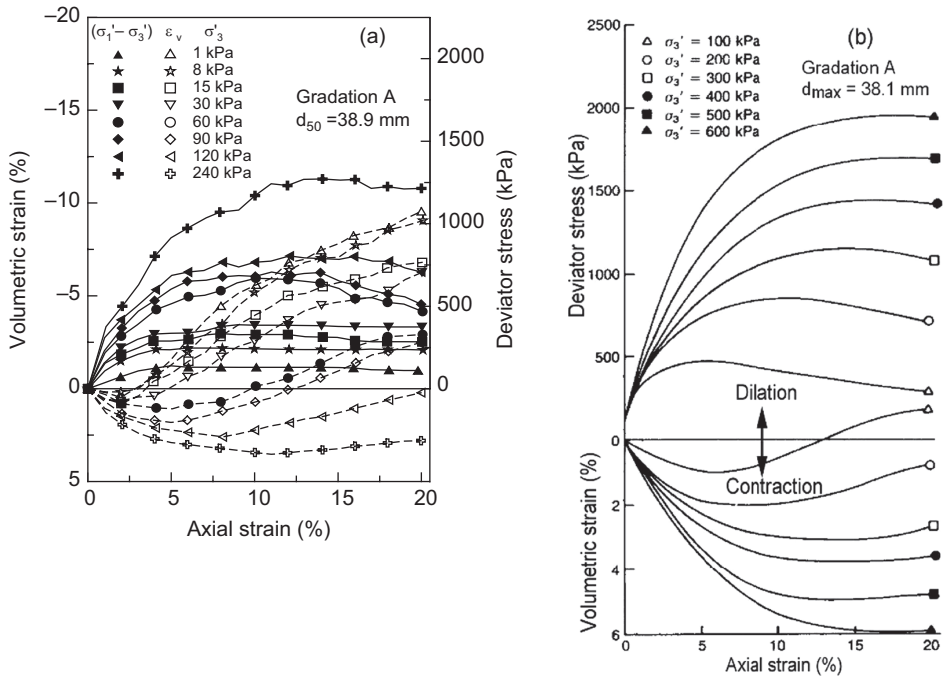 (a)
(σ₁'– σ₃') ε ᵥ σ'₃
1 kPa
8 kPa
15 kPa
30 kPa
60 kPa
90 kPa
120 kPa
240 kPa
Gradation A
d₅₀ =38.9 mm
Volumetric strain (%)
–20
–15
–10
–5
0
5
Deviator stress (kPa)
2000
1500
1000
500
0
0 5 10 15 20
Axial strain (%)
(b)
σ₃' = 100 kPa
σ₃' = 200 kPa
σ₃' = 300 kPa
σ₃' = 400 kPa
σ₃' = 500 kPa
σ₃' = 600 kPa
Gradation A
dmax = 38.1 mm
Deviator stress (kPa)
2500
2000
1500
1000
500
0
Dilation
Contraction
Volumetric strain (%)
2
4
6
0 5 10 15 20
Axial strain (%)